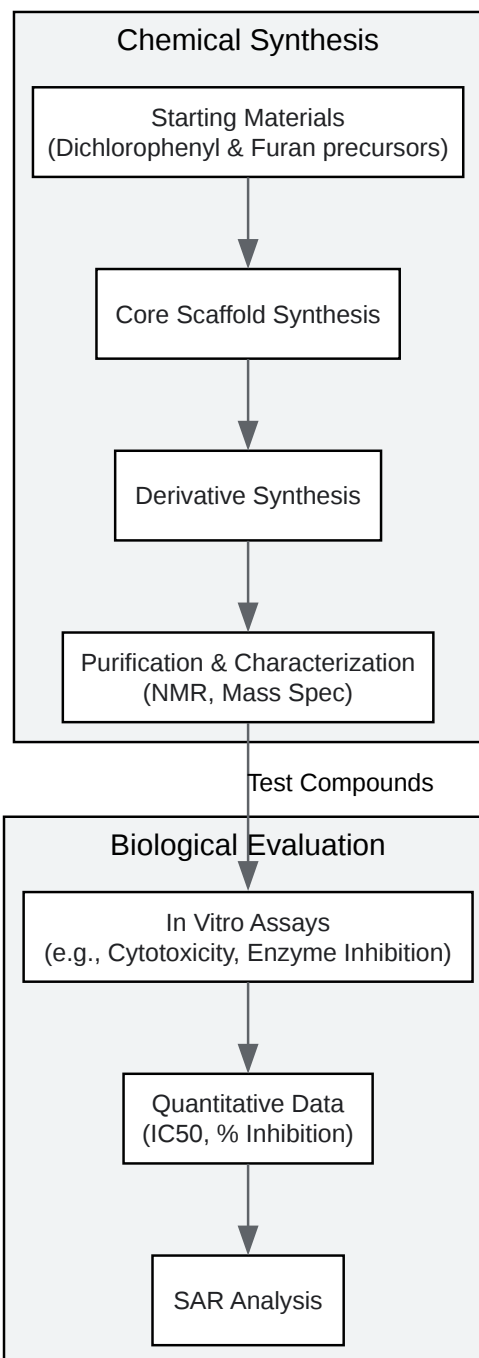 Chemical Synthesis
Starting Materials
(Dichlorophenyl & Furan precursors)
Core Scaffold Synthesis
Derivative Synthesis
Purification & Characterization
(NMR, Mass Spec)
Test Compounds
Biological Evaluation
In Vitro Assays
(e.g., Cytotoxicity, Enzyme Inhibition)
Quantitative Data
(IC50, % Inhibition)
SAR Analysis